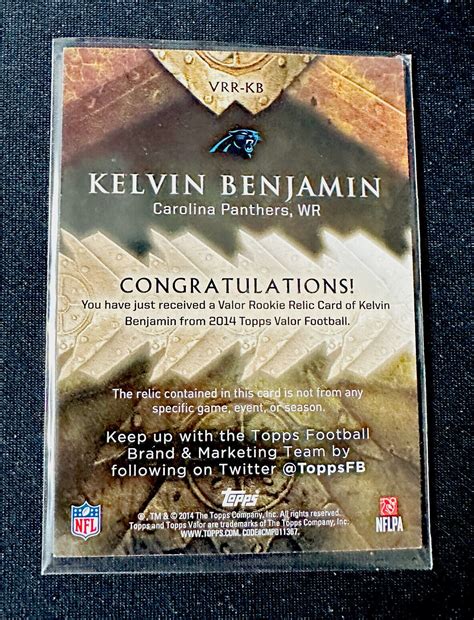 VRR-KB
KELVIN BENJAMIN
Carolina Panthers, WR
CONGRATULATIONS!
You have just received a Valor Rookie Relic Card of Kelvin
Benjamin from 2014 Topps Valor Football.
The relic contained in this card is not from any
specific game, event, or season.
Keep up with the Topps Football
Brand & Marketing Team by
following on Twitter @ToppsFB
Topps
NFL
®, TM & © 2014 The Topps Company, Inc. All rights reserved.
Topps and Topps Valor are trademarks of The Topps Company, Inc.
WWW.TOPPS.COM. CODE#CMP011367.
NFLPA